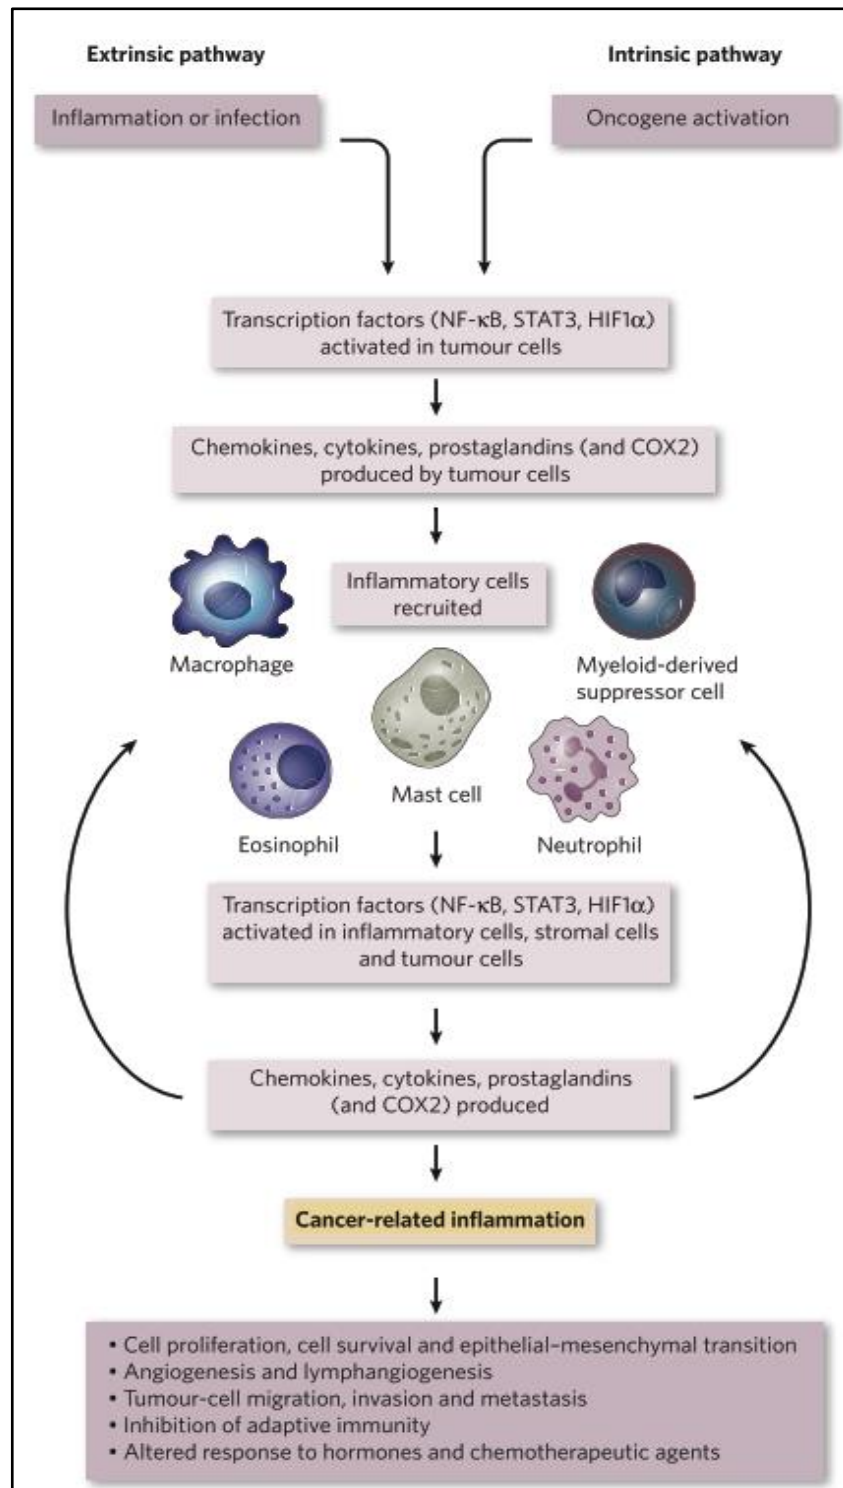 Extrinsic pathway
Intrinsic pathway
Inflammation or infection
Oncogene activation
Transcription factors (NF-κB, STAT3, HIF1α)
activated in tumour cells
Chemokines, cytokines, prostaglandins (and COX2)
produced by tumour cells
Inflammatory cells
recruited
Macrophage
Myeloid-derived
suppressor cell
Mast cell
Eosinophil
Neutrophil
Transcription factors (NF-κB, STAT3, HIF1α)
activated in inflammatory cells, stromal cells
and tumour cells
Chemokines, cytokines, prostaglandins
(and COX2) produced
Cancer-related inflammation
• Cell proliferation, cell survival and epithelial–mesenchymal transition
• Angiogenesis and lymphangiogenesis
• Tumour-cell migration, invasion and metastasis
• Inhibition of adaptive immunity
• Altered response to hormones and chemotherapeutic agents